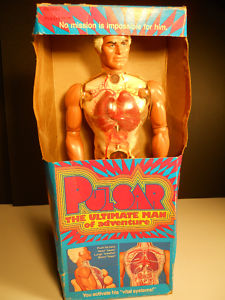 No mission is impossible for him.
PULSAR
THE ULTIMATE MAN
of adventure
You activate his "vital systems"!